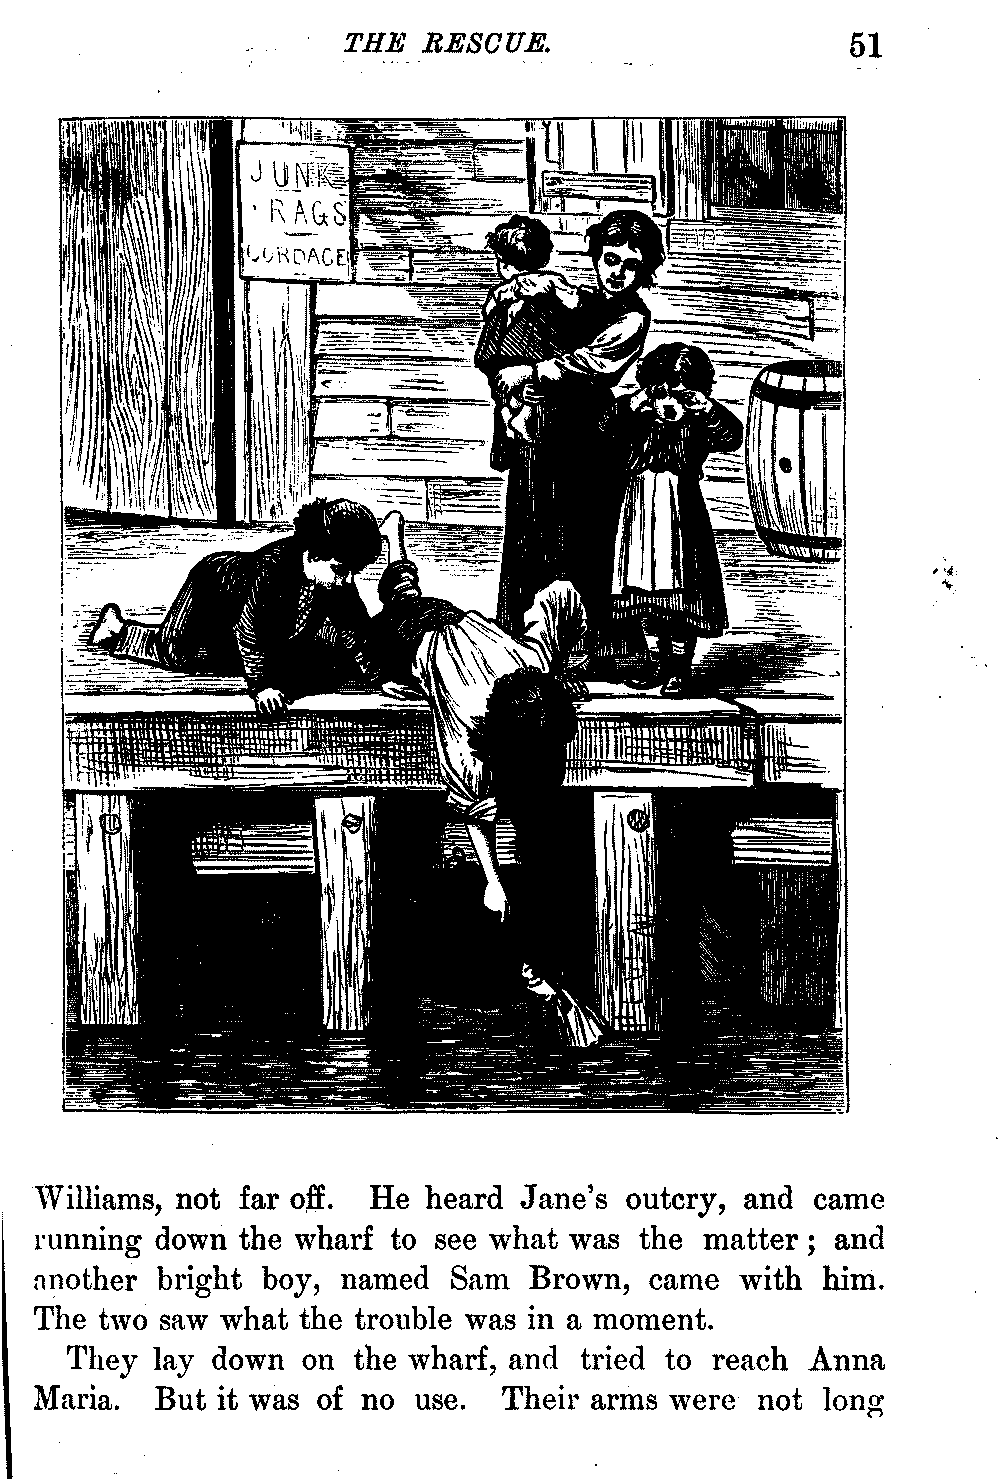 THE RESCUE. 51
JUNK
RAGS
CORDAGE
Williams, not far off. He heard Jane's outcry, and came
running down the wharf to see what was the matter; and
another bright boy, named Sam Brown, came with him.
The two saw what the trouble was in a moment.
They lay down on the wharf, and tried to reach Anna
Maria. But it was of no use. Their arms were not long